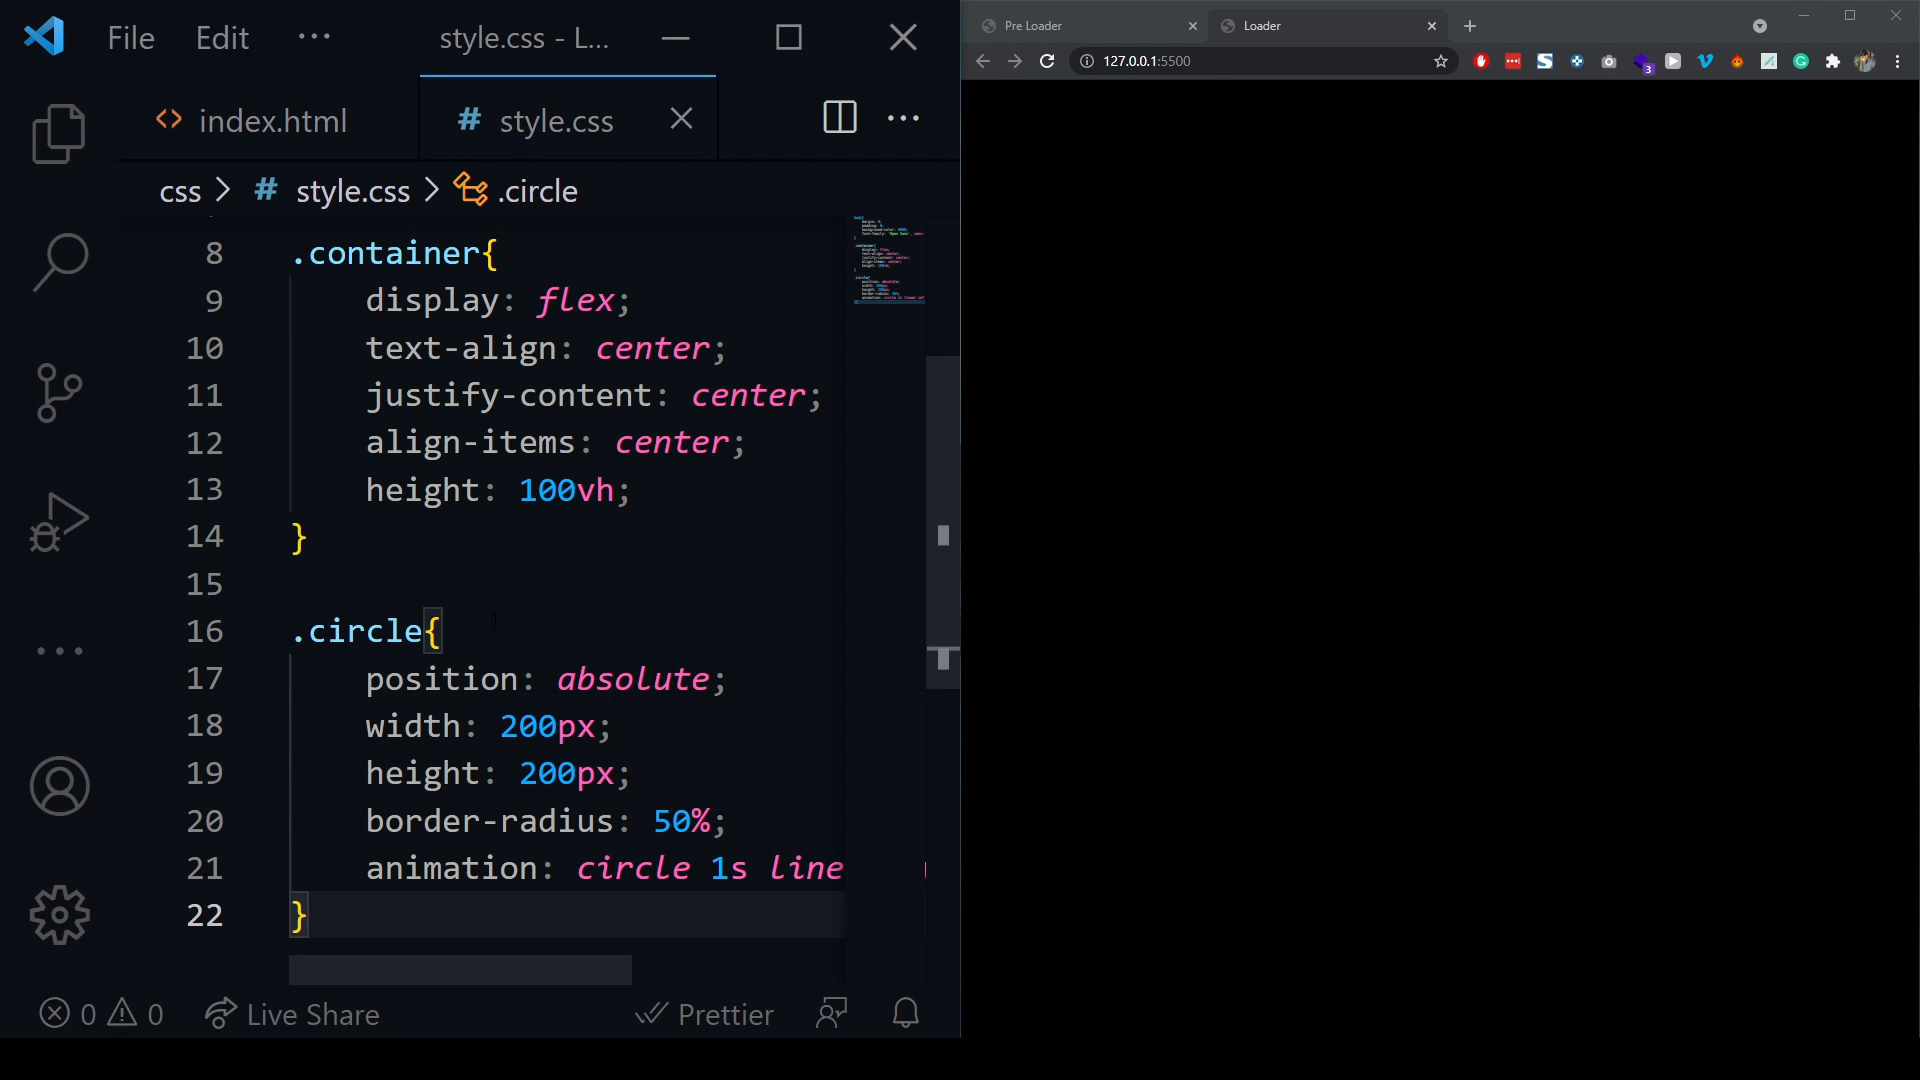 File Edit ··· style.css - L...
index.html
# style.css
css > # style.css > .circle
8 .container{
9 display: flex;
10 text-align: center;
11 justify-content: center;
12 align-items: center;
13 height: 100vh;
14 }
15
16 .circle{
17 position: absolute;
18 width: 200px;
19 height: 200px;
20 border-radius: 50%;
21 animation: circle 1s line
22 }
0 0 Live Share Prettier
Pre Loader
Loader
127.0.0.1:5500
3